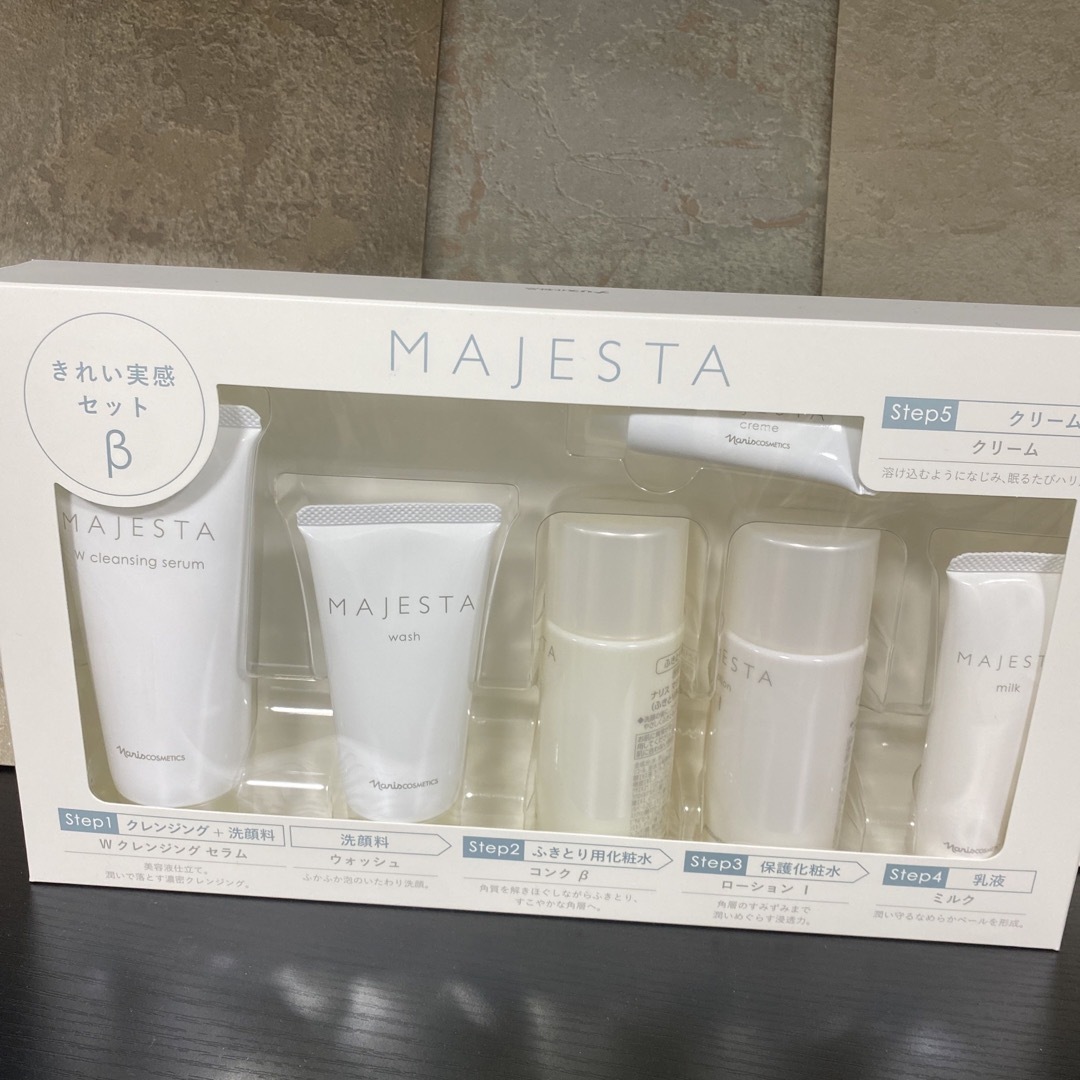 きれい実感
セット
β
MAJESTA
Step5 クリーム
クリーム
溶け込むようになじみ、眠るたびハリ
creme
narisCOSMETICS
MAJESTA
W cleansing serum
narisCOSMETICS
MAJESTA
wash
narisCOSMETICS
ナリス
ESTA
MAJEST
milk
narisCOSMETICS
Step1 クレンジング+洗顔料
W クレンジング セラム
美容液仕立て。
潤いで落とす濃密クレンジング。
洗顔料
ウォッシュ
ふかふか泡のいたわり洗顔。
Step2 ふきとり用化粧水
コンク β
角質を解きほぐしながらふきとり、
すこやかな角層へ。
Step3 保護化粧水
ローション I
角層のすみずみまで
潤いめぐらす浸透力。
Step4 乳液
ミルク
潤い守るなめらかベールを形成。